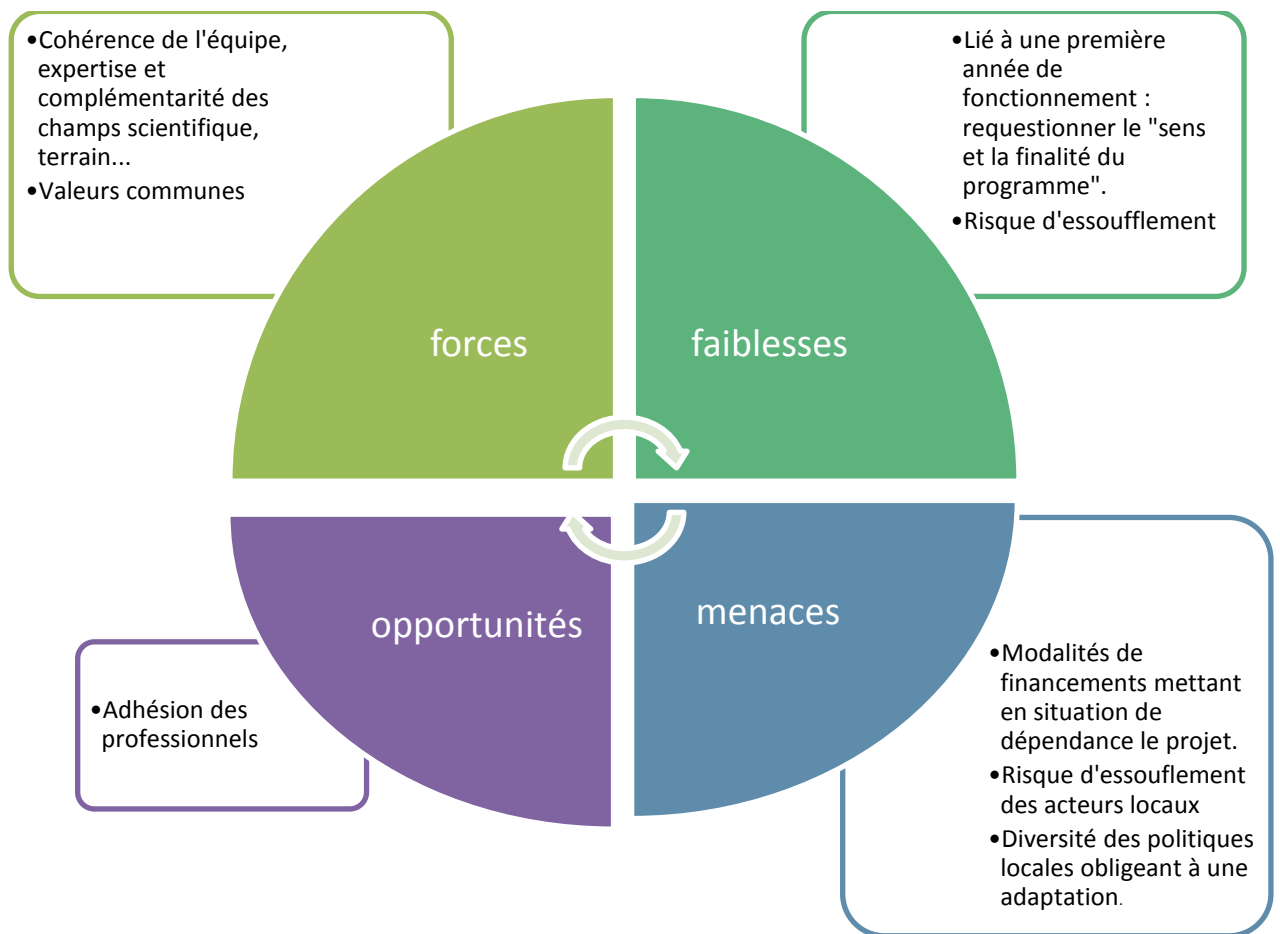 •Cohérence de l'équipe,
expertise et
complémentarité des
champs scientifique,
terrain...
•Valeurs communes
•Lié à une première
année de
fonctionnement :
requestionner le "sens
et la finalité du
programme".
•Risque d'essoufflement
forces
faiblesses
opportunités
menaces
•Adhésion des
professionnels
•Modalités de
financements mettant
en situation de
dépendance le projet.
•Risque d'essouflement
des acteurs locaux
•Diversité des politiques
locales obligeant à une
adaptation.